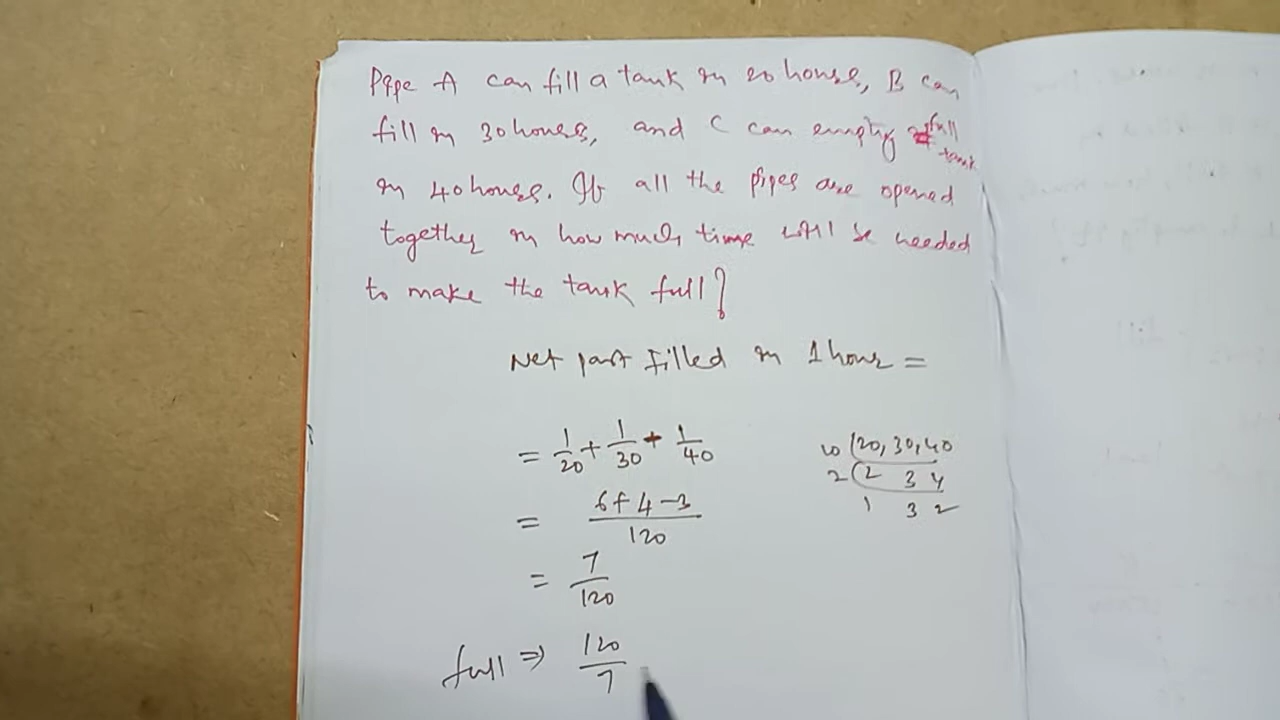 Pipe A can fill a tank in 20 hours, B can
fill in 30 hours, and C can empty full
tank
in 40 hours. If all the pipes are opened
together in how much time will be needed
to make the tank full?
Net part filled in 1 hour =
= 1/20 + 1/30 - 1/40
10 | 20, 30, 40
2 | 2 3 4
1 3 2
= 6 + 4 - 3 / 120
= 7/120
full ⇒ 120/7